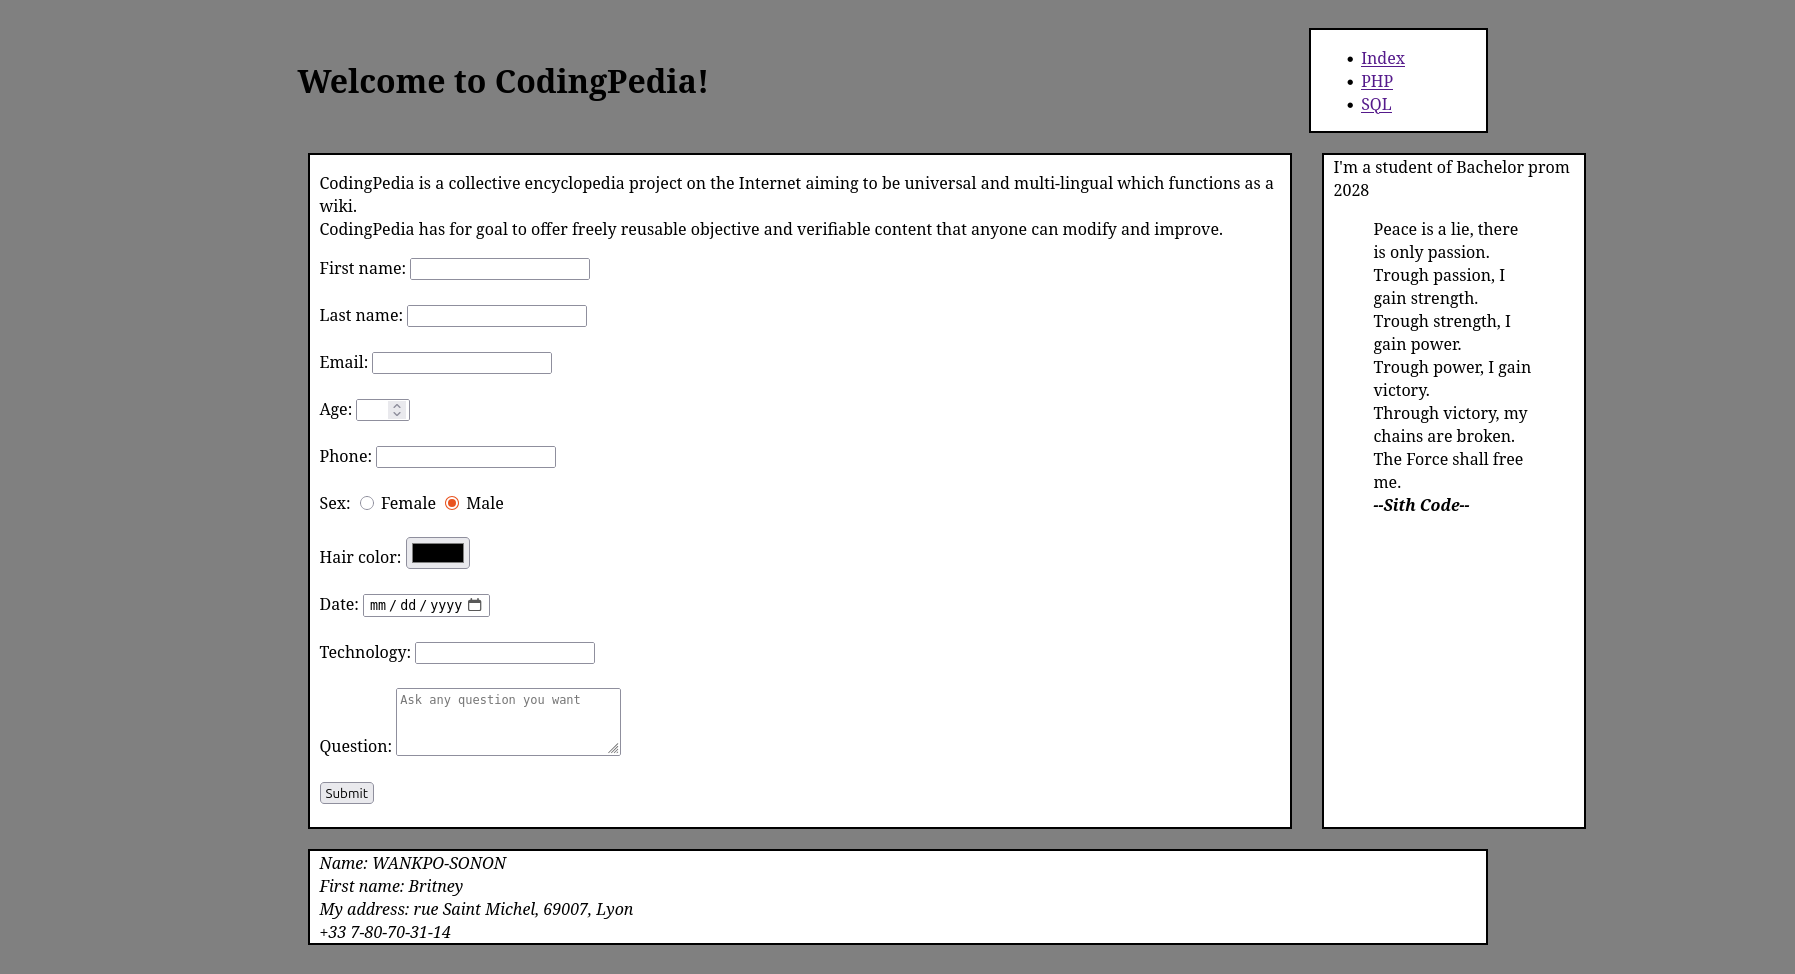 Welcome to CodingPedia!
Index
PHP
SQL
CodingPedia is a collective encyclopedia project on the Internet aiming to be universal and multi-lingual which functions as a
wiki.
CodingPedia has for goal to offer freely reusable objective and verifiable content that anyone can modify and improve.
First name:
Last name:
Email:
Age:
Phone:
Sex: Female Male
Hair color:
Date: mm / dd / yyyy
Technology:
Ask any question you want
Question:
Submit
I'm a student of Bachelor prom
2028
Peace is a lie, there
is only passion.
Trough passion, I
gain strength.
Trough strength, I
gain power.
Trough power, I gain
victory.
Through victory, my
chains are broken.
The Force shall free
me.
--Sith Code--
Name: WANKPO-SONON
First name: Britney
My address: rue Saint Michel, 69007, Lyon
+33 7-80-70-31-14